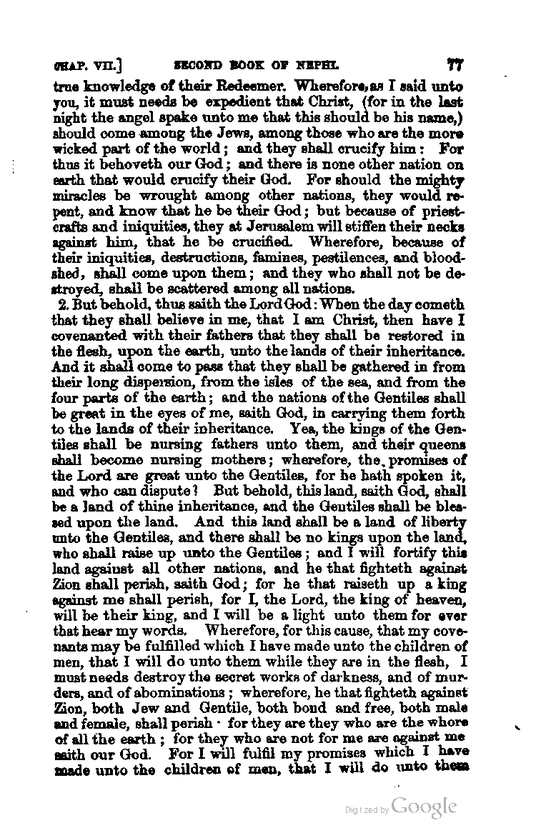 CHAP. VII.] SECOND BOOK OF NEPHI. 77
true knowledge of their Redeemer. Wherefore, as I said unto
you, it must needs be expedient that Christ, (for in the last
night the angel spake unto me that this should be his name,)
should come among the Jews, among those who are the more
wicked part of the world; and they shall crucify him: For
thus it behoveth our God; and there is none other nation on
earth that would crucify their God. For should the mighty
miracles be wrought among other nations, they would re-
pent, and know that he be their God; but because of priest-
crafts and iniquities, they at Jerusalem will stiffen their necks
against him, that he be crucified. Wherefore, because of
their iniquities, destructions, famines, pestilences, and blood-
shed, shall come upon them; and they who shall not be de-
stroyed, shall be scattered among all nations.
2. But behold, thus saith the Lord God: When the day cometh
that they shall believe in me, that I am Christ, then have I
covenanted with their fathers that they shall be restored in
the flesh, upon the earth, unto the lands of their inheritance.
And it shall come to pass that they shall be gathered in from
their long dispersion, from the isles of the sea, and from the
four parts of the earth; and the nations of the Gentiles shall
be great in the eyes of me, saith God, in carrying them forth
to the lands of their inheritance. Yea, the kings of the Gen-
tiles shall be nursing fathers unto them, and their queens
shall become nursing mothers; wherefore, the promises of
the Lord are great unto the Gentiles, for he hath spoken it,
and who can dispute? But behold, this land, saith God, shall
be a land of thine inheritance, and the Gentiles shall be bles-
sed upon the land. And this land shall be a land of liberty
unto the Gentiles, and there shall be no kings upon the land,
who shall raise up unto the Gentiles; and I will fortify this
land against all other nations, and he that fighteth against
Zion shall perish, saith God; for he that raiseth up a king
against me shall perish, for I, the Lord, the king of heaven,
will be their king, and I will be a light unto them for ever
that hear my words. Wherefore, for this cause, that my cove-
nants may be fulfilled which I have made unto the children of
men, that I will do unto them while they are in the flesh, I
must needs destroy the secret works of darkness, and of mur-
ders, and of abominations; wherefore, he that fighteth against
Zion, both Jew and Gentile, both bond and free, both male
and female, shall perish · for they are they who are the whore
of all the earth; for they who are not for me are against me
saith our God. For I will fulfil my promises which I have
made unto the children of men, that I will do unto them
Digitized by Google